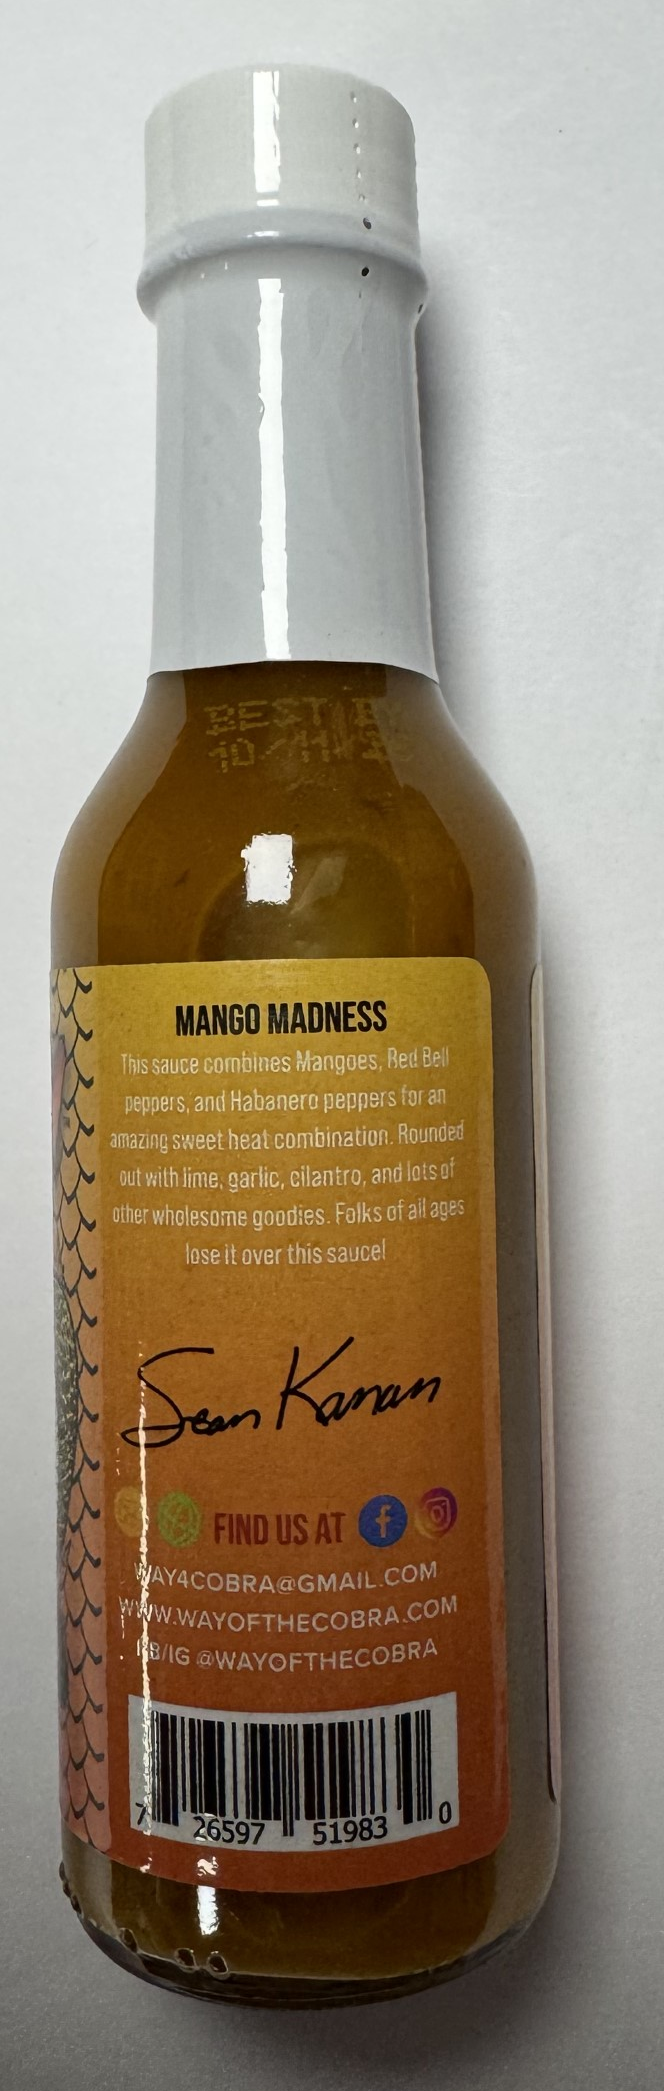 BEST BY
MANGO MADNESS
This sauce combines Mangoes, Red Bell
peppers, and Habanero peppers for an
amazing sweet heat combination. Rounded
out with lime, garlic, cilantro, and lots of
other wholesome goodies. Folks of all ages
lose it over this sauce!
Sean Kanan
FIND US AT
WAY4COBRA@GMAIL.COM
WWW.WAYOFTHECOBRA.COM
FB/IG @WAYOFTHECOBRA
7 26597 51983 0